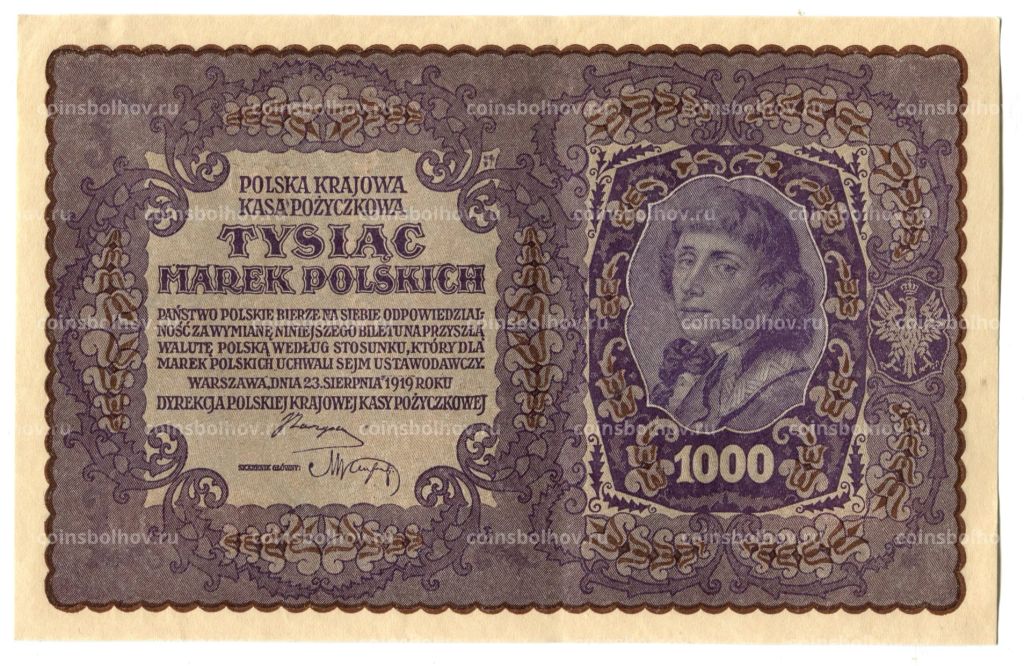 POLSKA KRAJOWA
KASA POŻYCZKOWA
TYSIĄC
MAREK POLSKICH
PAŃSTWO POLSKIE BIERZE NA SIEBIE ODPOWIEDZIAL-
NOŚĆ ZA WYMIANĘ NINIEJSZEGO BILETU NA PRZYSZŁĄ
WALUTĘ POLSKĄ WEDŁUG STOSUNKU, KTÓRY DLA
MAREK POLSKICH UCHWALI SEJM USTAWODAWCZY.
WARSZAWA, DNIA 23. SIERPNIA 1919 ROKU
DYREKCJA POLSKIEJ KRAJOWEJ KASY POŻYCZKOWEJ
SKARBNIK GŁÓWNY:
1000
coinsbolhov.ru